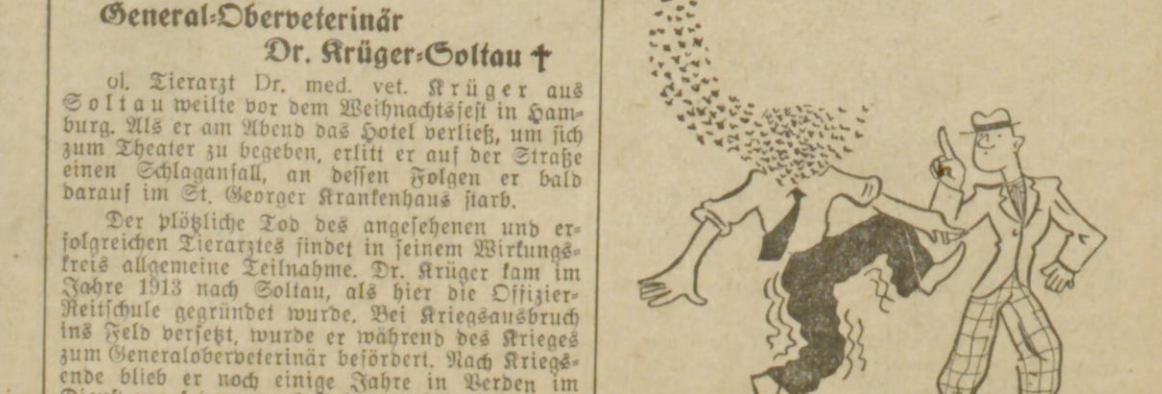 General-Oberveterinär
Dr. Krüger-Soltau †
ol. Tierarzt Dr. med. vet. Krüger aus
Soltau weilte vor dem Weihnachtsfest in Ham-
burg. Als er am Abend das Hotel verließ, um sich
zum Theater zu begeben, erlitt er auf der Straße
einen Schlaganfall, an dessen Folgen er bald
darauf im St. Georger Krankenhaus starb.
Der plötzliche Tod des angesehenen und er-
folgreichen Tierarztes findet in seinem Wirkungs-
kreis allgemeine Teilnahme. Dr. Krüger kam im
Jahre 1913 nach Soltau, als hier die Offizier-
Reitschule gegründet wurde. Bei Kriegsausbruch
ins Feld versetzt, wurde er während des Krieges
zum Generaloberveterinär befördert. Nach Kriegs-
ende blieb er noch einige Jahre in Verden im